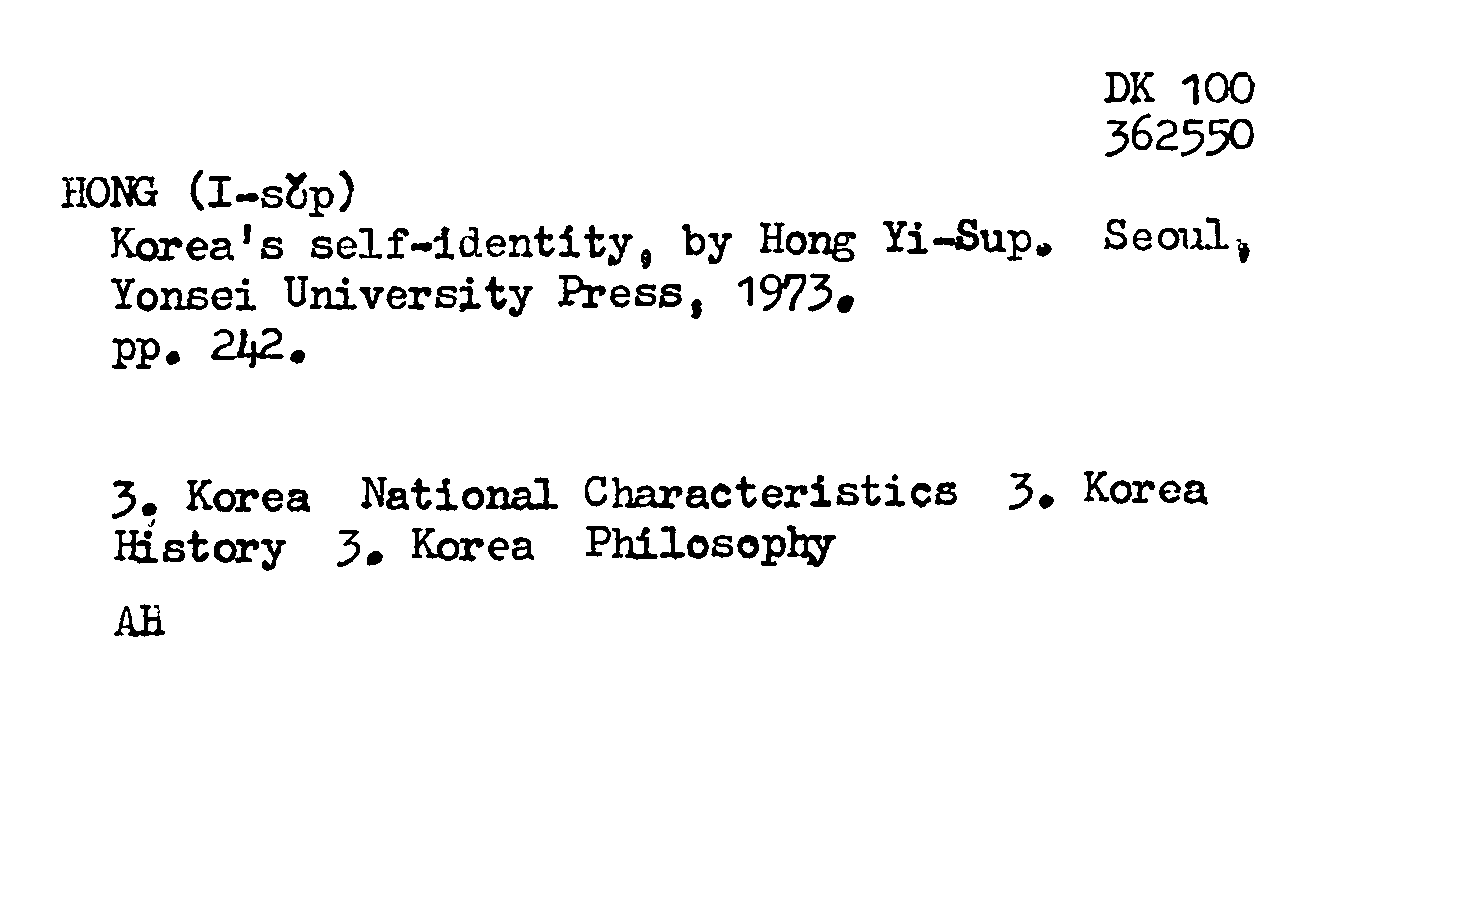 DK 100
362550
HONG (I-sŏp)
Korea's self-identity, by Hong Yi-Sup. Seoul,
Yonsei University Press, 1973.
pp. 242.
3. Korea National Characteristics 3. Korea
History 3. Korea Philosophy
AH